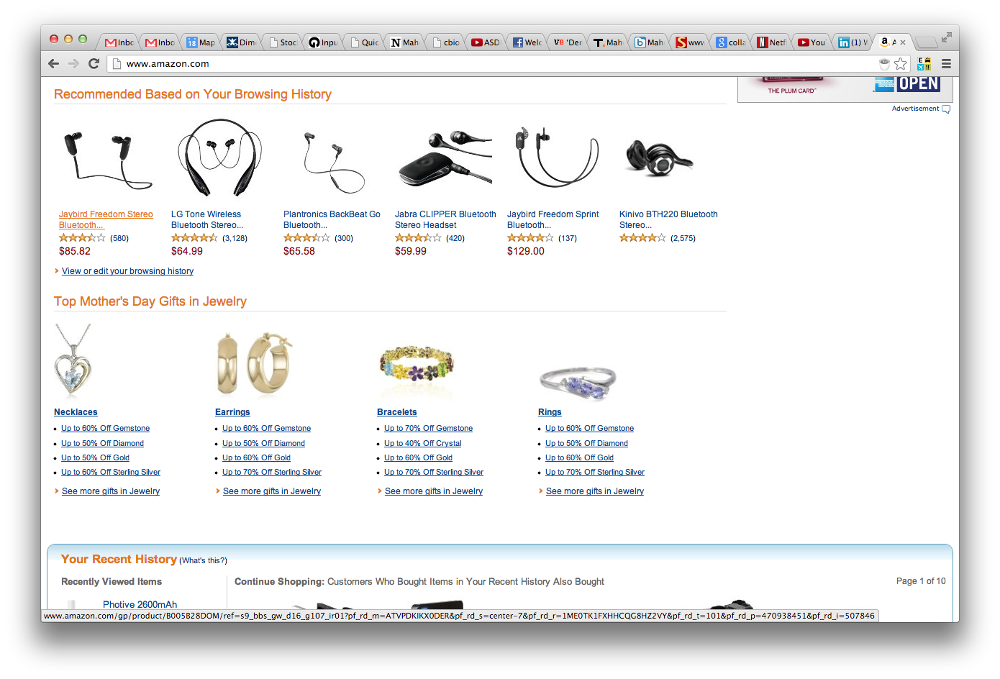 Inbo
Inbo
18 Map
Dim
Stoc
Inpu
Quic
N Mah
cbio
ASD
Welc
VB 'Der
T. Mah
b Mah
S www
8 colla
N Netf
You
in (1) W
a A
www.amazon.com
E
Recommended Based on Your Browsing History
THE PLUM CARD
OPEN
Advertisement
Jaybird Freedom Stereo
Bluetooth...
(580)
$85.82
LG Tone Wireless
Bluetooth Stereo...
(3,128)
$64.99
Plantronics BackBeat Go
Bluetooth...
(300)
$65.58
Jabra CLIPPER Bluetooth
Stereo Headset
(420)
$59.99
Jaybird Freedom Sprint
Bluetooth...
(137)
$129.00
Kinivo BTH220 Bluetooth
Stereo...
(2,575)
View or edit your browsing history
Top Mother's Day Gifts in Jewelry
Necklaces
Up to 60% Off Gemstone
Up to 50% Off Diamond
Up to 50% Off Gold
Up to 60% Off Sterling Silver
See more gifts in Jewelry
Earrings
Up to 60% Off Gemstone
Up to 50% Off Diamond
Up to 60% Off Gold
Up to 70% Off Sterling Silver
See more gifts in Jewelry
Bracelets
Up to 70% Off Gemstone
Up to 40% Off Crystal
Up to 60% Off Gold
Up to 70% Off Sterling Silver
See more gifts in Jewelry
Rings
Up to 60% Off Gemstone
Up to 50% Off Diamond
Up to 60% Off Gold
Up to 70% Off Sterling Silver
See more gifts in Jewelry
Your Recent History (What's this?)
Recently Viewed Items
Photive 2600mAh
Continue Shopping: Customers Who Bought Items in Your Recent History Also Bought
Page 1 of 10
www.amazon.com/gp/product/B005B28DOM/ref=s9_bbs_gw_d16_g107_ir01?pf_rd_m=ATVPDKIKX0DER&pf_rd_s=center-7&pf_rd_r=1ME0TK1FXHHCQG8HZ2VY&pf_rd_t=101&pf_rd_p=470938451&pf_rd_i=507846